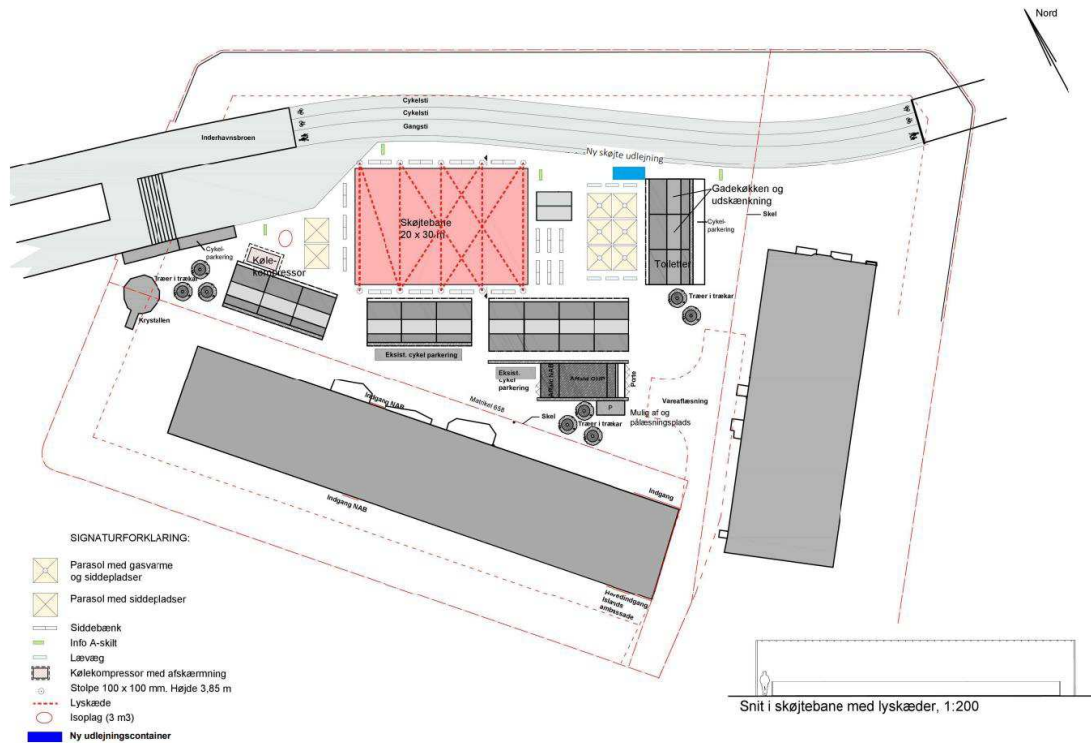 Nord
Cykelsti
Cykelsti
Gangsti
Inderhavnsbroen
Ny skøjte udlejning
Gadekøkken og
udskænkning
Skel
Cykel-
parkering
Skøjtebane
20 x 30 m
Toiletter
Cykel-
parkering
Køle-
kompressor
Træer i trækar
Krystallen
Træer i trækar
Eksist. cykel parkering
Eksist.
cykel
parkering
Affald NAB
Porte
P
Mulig af og
pålæsningsplads
Vareaflæsning
Matrikel 658
Skel
Træer i trækar
Indgang NAB
Indgang NAB
Indgang
Hovedindgang
Islands
ambassade
SIGNATURFORKLARING:
Parasol med gasvarme
og siddepladser
Parasol med siddepladser
Siddebænk
Info A-skilt
Lævæg
Kølekompressor med afskærmning
Stolpe 100 x 100 mm. Højde 3,85 m
Lyskæde
Isoplag (3 m3)
Ny udlejningscontainer
Snit i skøjtebane med lyskæder, 1:200